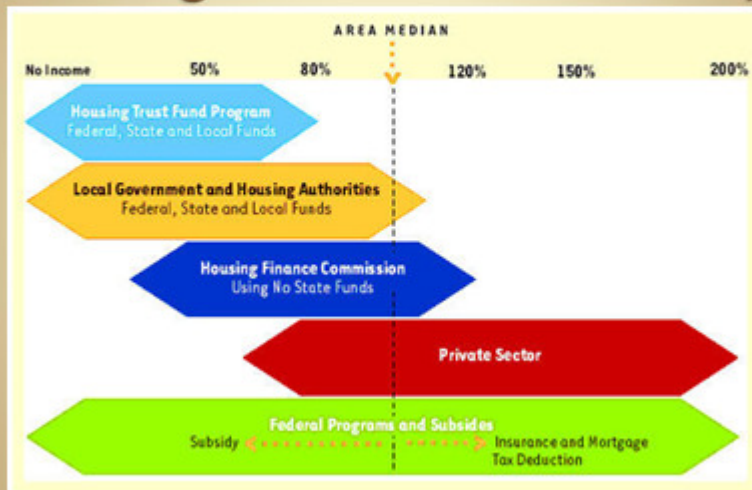 AREA MEDIAN
No Income 50% 80% 120% 150% 200%
Housing Trust Fund Program
Federal, State and Local Funds
Local Government and Housing Authorities
Federal, State and Local Funds
Housing Finance Commission
Using No State Funds
Private Sector
Federal Programs and Subsides
Subsidy Insurance and Mortgage
Tax Deduction